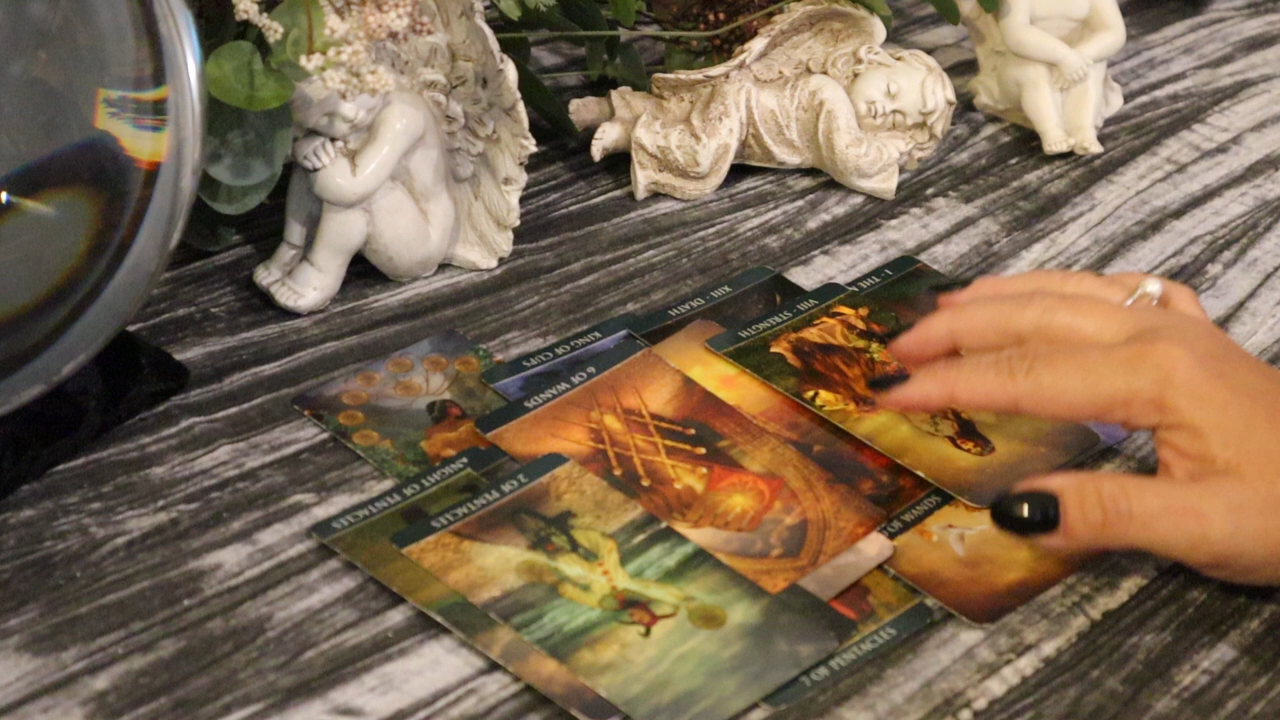 I - THE
VIII - STRENGTH
XIII - DEATH
KING OF CUPS
6 OF WANDS
KNIGHT OF PENTACLES
2 OF PENTACLES
OF WANDS
7 OF PENTACLES